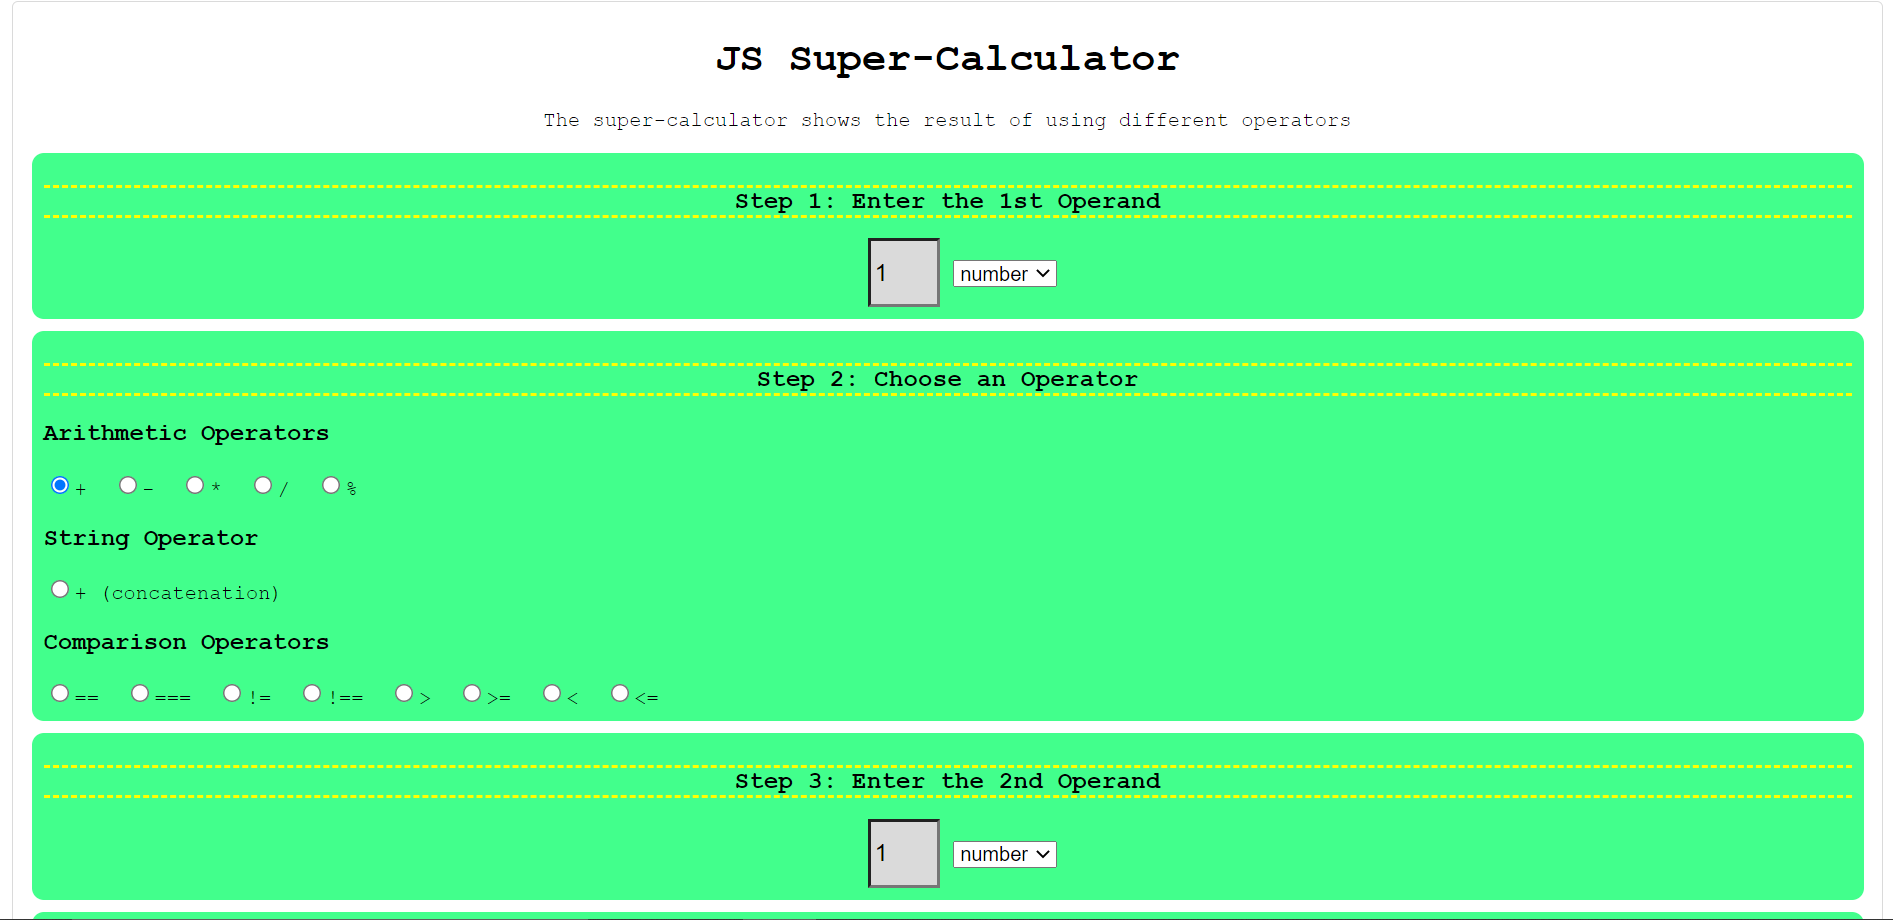 JS Super-Calculator
The super-calculator shows the result of using different operators
Step 1: Enter the 1st Operand
1 number
Step 2: Choose an Operator
Arithmetic Operators
+ - * / %
String Operator
+ (concatenation)
Comparison Operators
== === != !== > >= < <=
Step 3: Enter the 2nd Operand
1 number